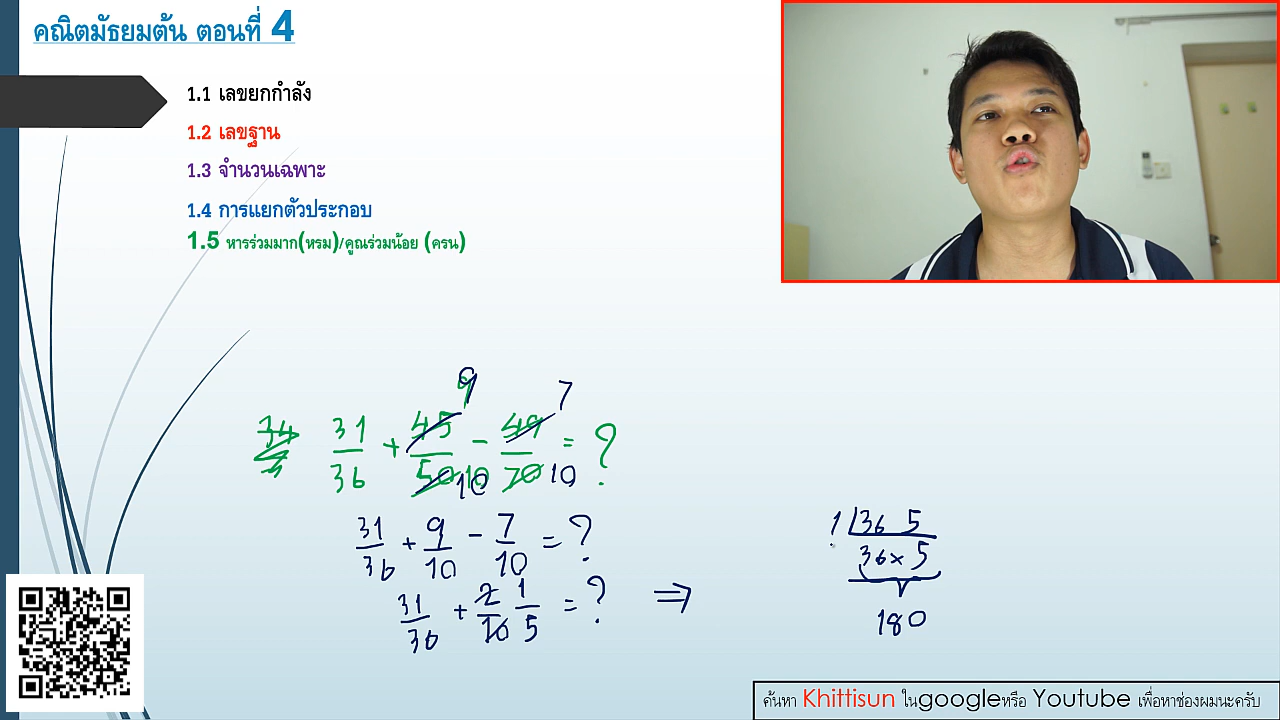 คณิตมัธยมต้น ตอนที่ 4
1.1 เลขยกกำลัง
1.2 เลขฐาน
1.3 จำนวนเฉพาะ
1.4 การแยกตัวประกอบ
1.5 หารร่วมมาก(หรม)/คูณร่วมน้อย (ครน)
9 7
31/36 + 45/50 - 49/70 = ?
10 10
31/36 + 9/10 - 7/10 = ?
31/36 + 2/10 1/5 = ? ⇒
1 36 5
36 × 5
180
ค้นหา Khittisun ในgoogleหรือ Youtube เพื่อหาช่องผมนะครับ